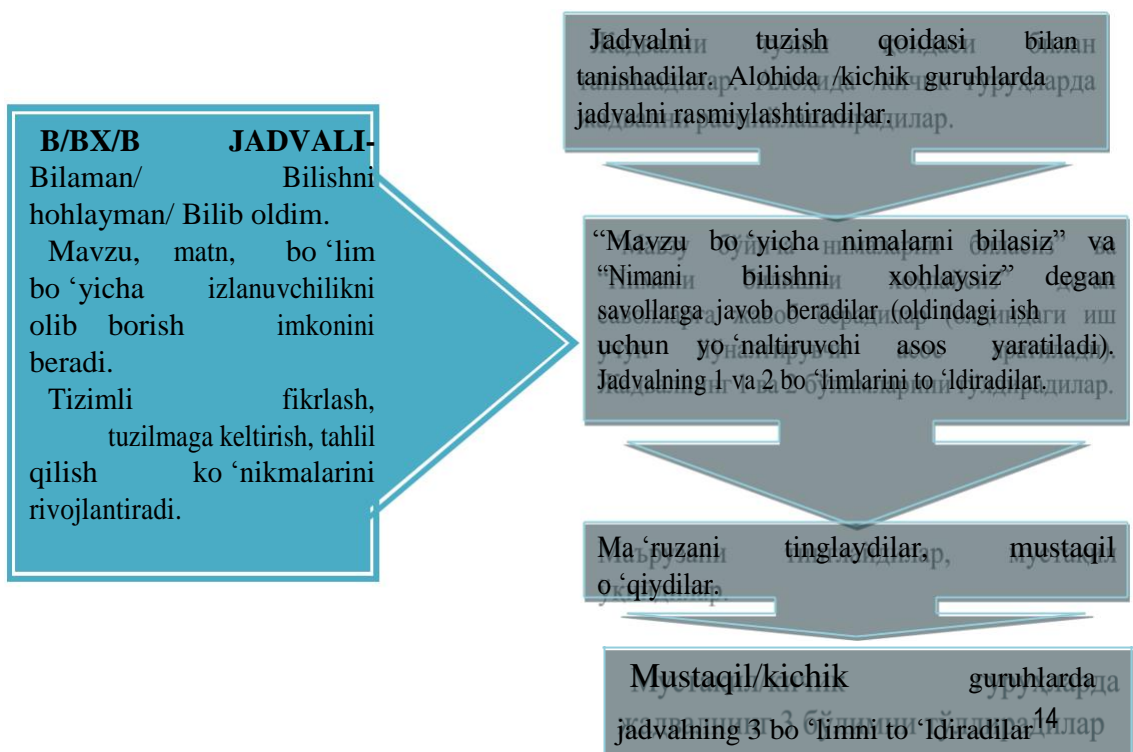 B/BX/B JADVALI-
Bilaman/ Bilishni
hohlayman/ Bilib oldim.
Mavzu, matn, bo ‘lim
bo ‘yicha izlanuvchilikni
olib borish imkonini
beradi.
Tizimli fikrlash,
tuzilmaga keltirish, tahlil
qilish ko ‘nikmalarini
rivojlantiradi.
Jadvalni tuzish qoidasi bilan
tanishadilar. Alohida /kichik guruhlarda
jadvalni rasmiylashtiradilar.
“Mavzu bo ‘yicha nimalarni bilasiz” va
“Nimani bilishni xohlaysiz” degan
savollarga javob beradilar (oldindagi ish
uchun yo ‘naltiruvchi asos yaratiladi).
Jadvalning 1 va 2 bo ‘limlarini to ‘ldiradilar.
Ma ‘ruzani tinglaydilar, mustaqil
o ‘qiydilar.
Mustaqil/kichik guruhlarda
jadvalning 3 bo ‘limni to ‘ldiradilar 14